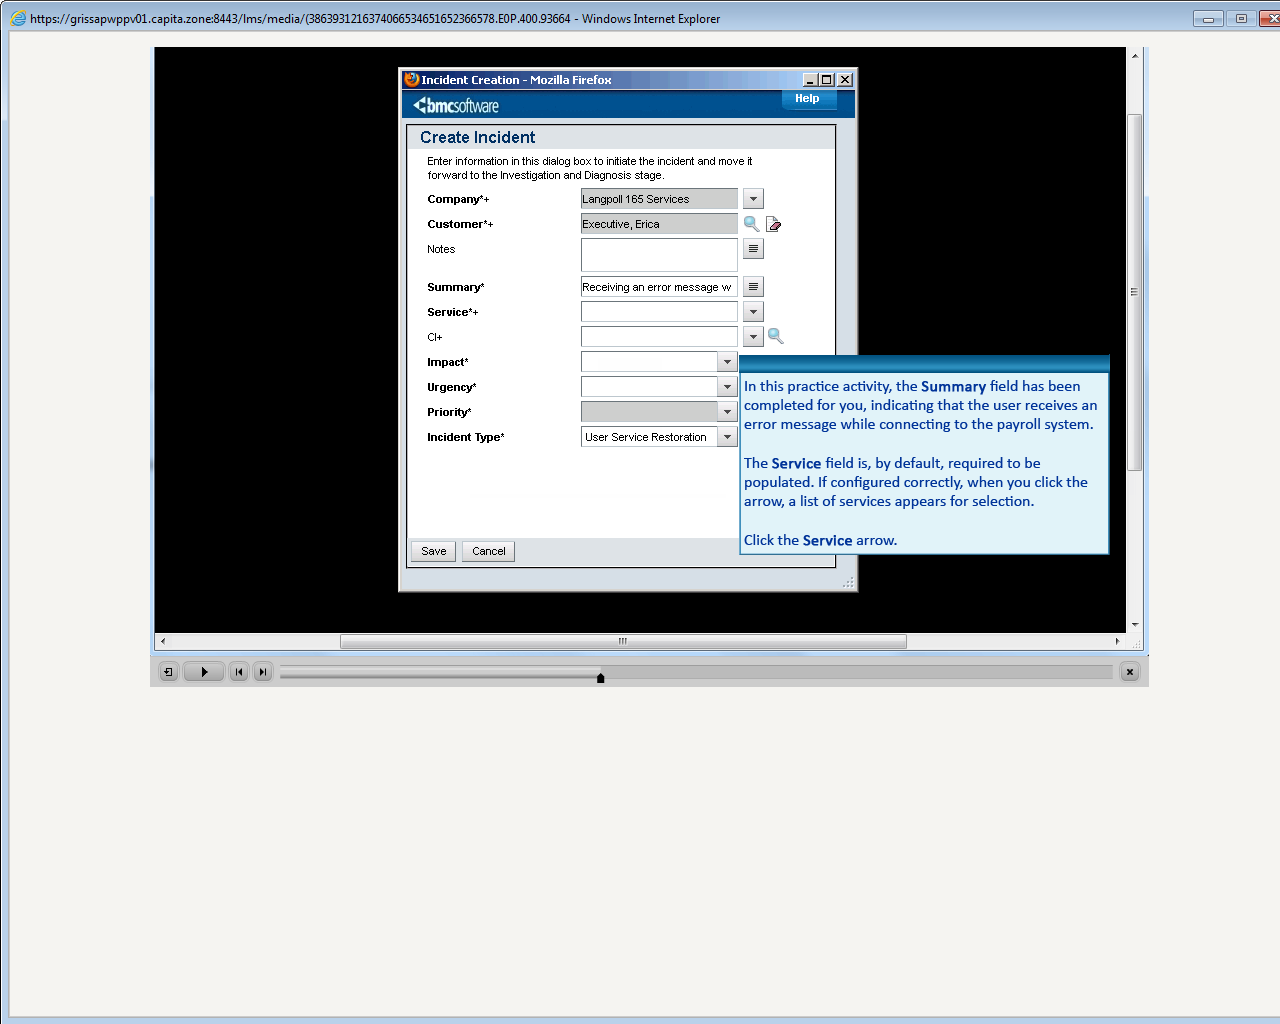 https://grissapwppv01.capita.zone:8443/lms/media/(3863931216374066534651652366578.E0P.400.93664 - Windows Internet Explorer
Incident Creation - Mozilla Firefox
bmcsoftware
Help
Create Incident
Enter information in this dialog box to initiate the incident and move it
forward to the Investigation and Diagnosis stage.
Company*+
Langpoll 165 Services
Customer*+
Executive, Erica
Notes
Summary*
Receiving an error message w
Service*+
CI+
Impact*
Urgency*
Priority*
Incident Type*
User Service Restoration
In this practice activity, the Summary field has been
completed for you, indicating that the user receives an
error message while connecting to the payroll system.
The Service field is, by default, required to be
populated. If configured correctly, when you click the
arrow, a list of services appears for selection.
Click the Service arrow.
Save
Cancel